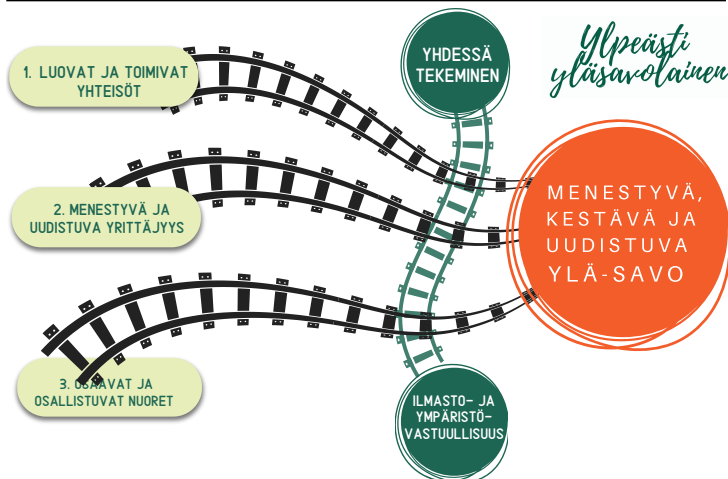 1. LUOVAT JA TOIMIVAT
YHTEISÖT
YHDESSÄ
TEKEMINEN
Ylpeästi
yläsavolainen
2. MENESTYVÄ JA
UUDISTUVA YRITTÄJYYS
MENESTYVÄ,
KESTÄVÄ JA
UUDISTUVA
YLÄ-SAVO
3. OSAAVAT JA
OSALLISTUVAT NUORET
ILMASTO- JA
YMPÄRISTÖ-
VASTUULLISUUS